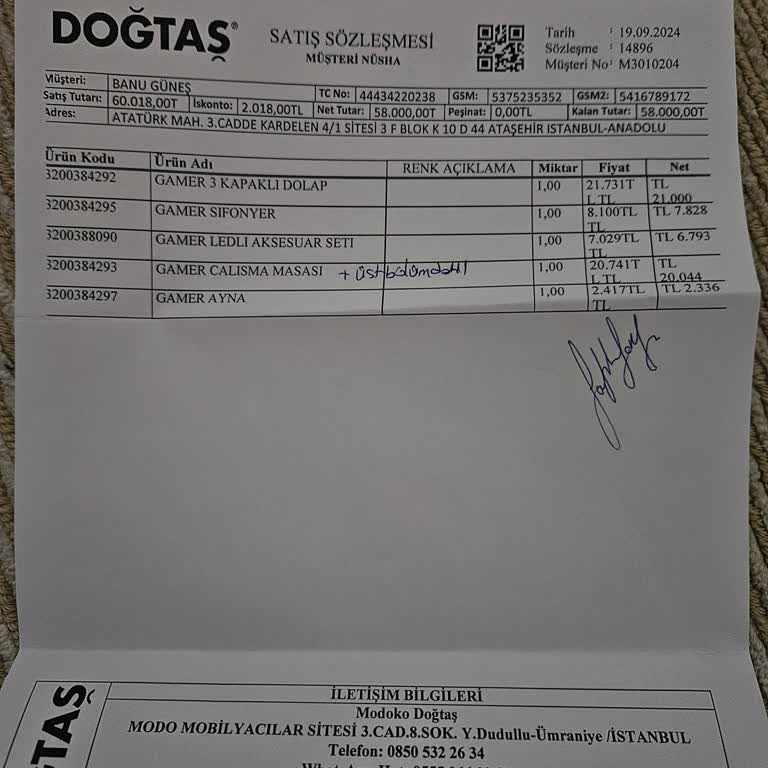 DOĞTAŞ®
SATIŞ SÖZLEŞMESİ
MÜŞTERİ NÜSHA
Tarih : 19.09.2024
Sözleşme : 14896
Müşteri No: M3010204
Müşteri: BANU GÜNEŞ TC No: 44434220238 GSM: 5375235352 GSM2: 5416789172
Satış Tutarı: 60.018,00T İskonto: 2.018,00TL Net Tutar: 58.000,00T Peşinat: 0,00TL Kalan Tutar: 58.000,00T
Adres: ATATÜRK MAH. 3.CADDE KARDELEN 4/1 SİTESİ 3 F BLOK K 10 D 44 ATAŞEHİR ISTANBUL-ANADOLU
Ürün Kodu Ürün Adı RENK AÇIKLAMA Miktar Fiyat Net
3200384292 GAMER 3 KAPAKLI DOLAP 1,00 21.731T TL
L TL 21.000
3200384295 GAMER SIFONYER 1,00 8.100TL TL 7.828
TL
3200388090 GAMER LEDLI AKSESUAR SETI 1,00 7.029TL TL 6.793
TL
3200384293 GAMER CALISMA MASASI + üst bölüm dahil 1,00 20.741T TL
L TL 20.044
3200384297 GAMER AYNA 1,00 2.417TL TL 2.336
TL
TAŞ
İLETİŞİM BİLGİLERİ
Modoko Doğtaş
MODO MOBİLYACILAR SİTESİ 3.CAD.8.SOK. Y.Dudullu-Ümraniye /İSTANBUL
Telefon: 0850 532 26 34